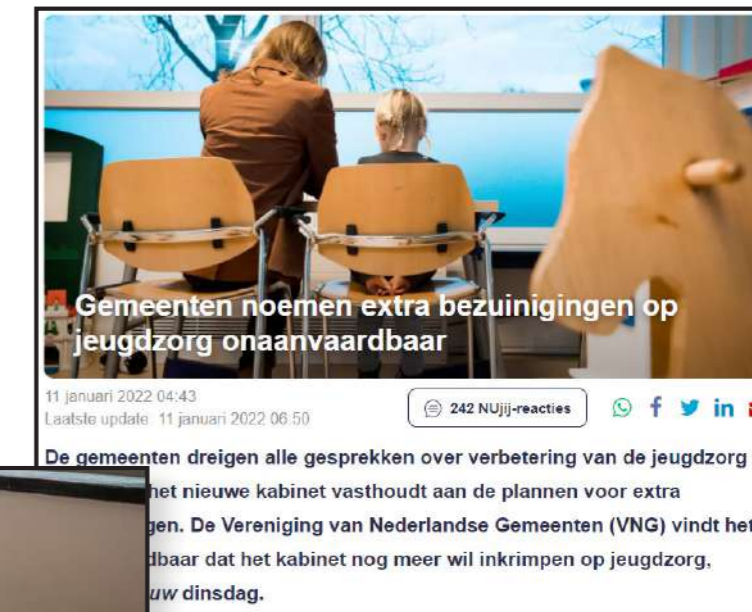 Gemeenten noemen extra bezuinigingen op
jeugdzorg onaanvaardbaar
11 januari 2022 04:43
Laatste update 11 januari 2022 06:50
242 NUjij-reacties
f in
De gemeenten dreigen alle gesprekken over verbetering van de jeugdzorg
het nieuwe kabinet vasthoudt aan de plannen voor extra
gen. De Vereniging van Nederlandse Gemeenten (VNG) vindt het
dbaar dat het kabinet nog meer wil inkrimpen op jeugdzorg,
uw dinsdag.